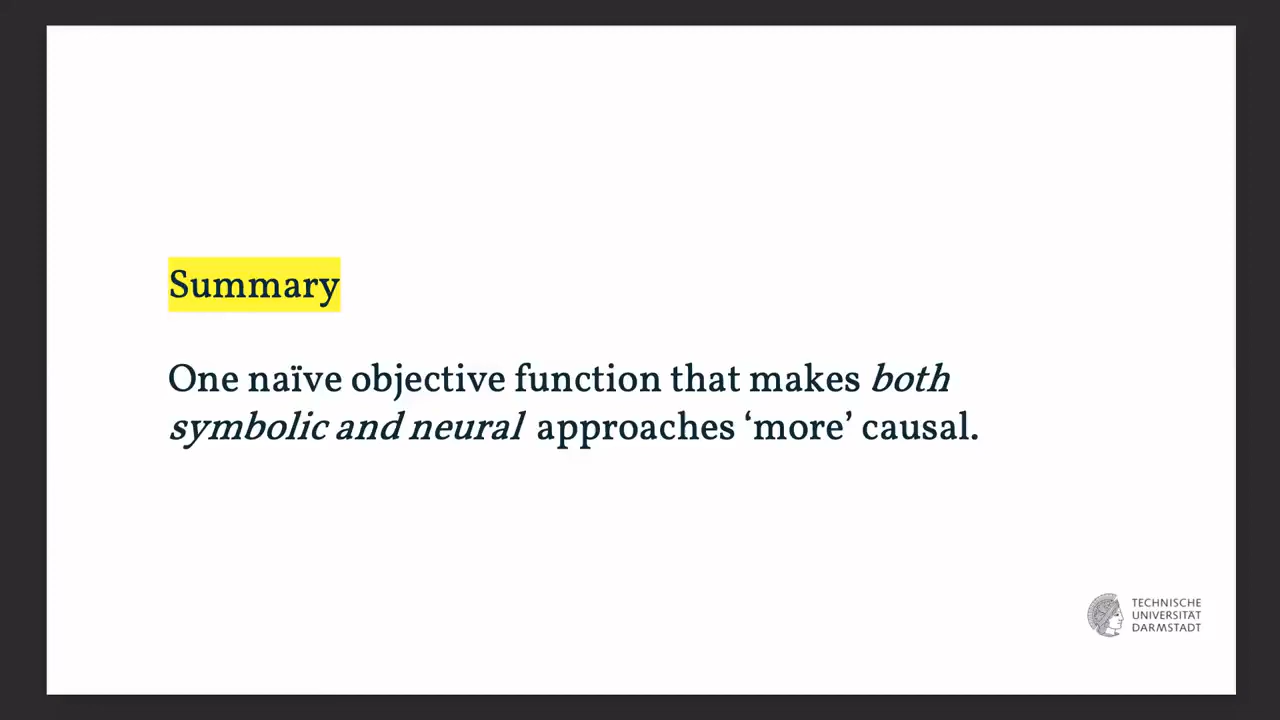 Summary
One naïve objective function that makes both
symbolic and neural approaches ‘more’ causal.
TECHNISCHE
UNIVERSITÄT
DARMSTADT